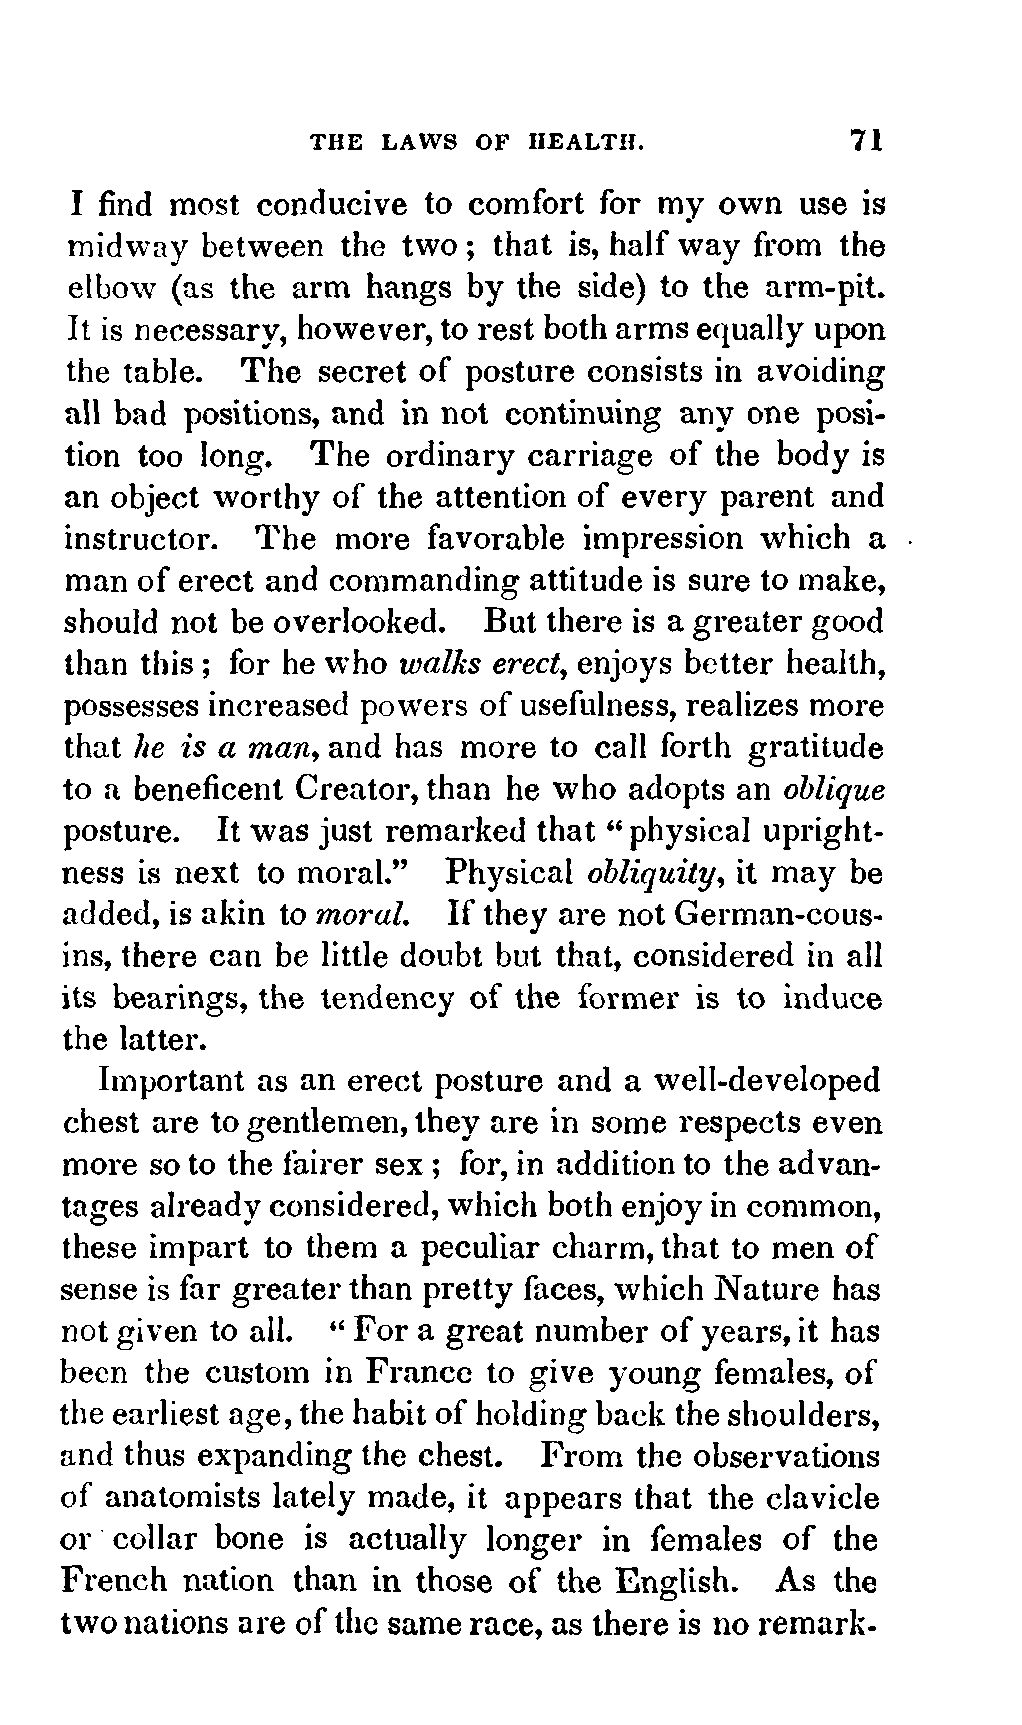 THE LAWS OF HEALTH. 71
I find most conducive to comfort for my own use is
midway between the two; that is, half way from the
elbow (as the arm hangs by the side) to the arm-pit.
It is necessary, however, to rest both arms equally upon
the table. The secret of posture consists in avoiding
all bad positions, and in not continuing any one posi-
tion too long. The ordinary carriage of the body is
an object worthy of the attention of every parent and
instructor. The more favorable impression which a
man of erect and commanding attitude is sure to make,
should not be overlooked. But there is a greater good
than this; for he who walks erect, enjoys better health,
possesses increased powers of usefulness, realizes more
that he is a man, and has more to call forth gratitude
to a beneficent Creator, than he who adopts an oblique
posture. It was just remarked that “physical upright-
ness is next to moral.” Physical obliquity, it may be
added, is akin to moral. If they are not German-cous-
ins, there can be little doubt but that, considered in all
its bearings, the tendency of the former is to induce
the latter.
Important as an erect posture and a well-developed
chest are to gentlemen, they are in some respects even
more so to the fairer sex; for, in addition to the advan-
tages already considered, which both enjoy in common,
these impart to them a peculiar charm, that to men of
sense is far greater than pretty faces, which Nature has
not given to all. “For a great number of years, it has
been the custom in France to give young females, of
the earliest age, the habit of holding back the shoulders,
and thus expanding the chest. From the observations
of anatomists lately made, it appears that the clavicle
or collar bone is actually longer in females of the
French nation than in those of the English. As the
two nations are of the same race, as there is no remark-